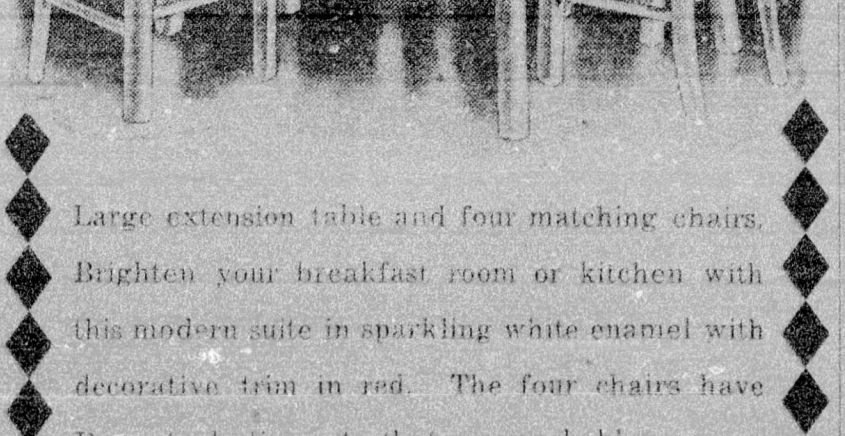 Large extension table and four matching chairs.
Brighten your breakfast room or kitchen with
this modern suite in sparkling white enamel with
decorative trim in red. The four chairs have